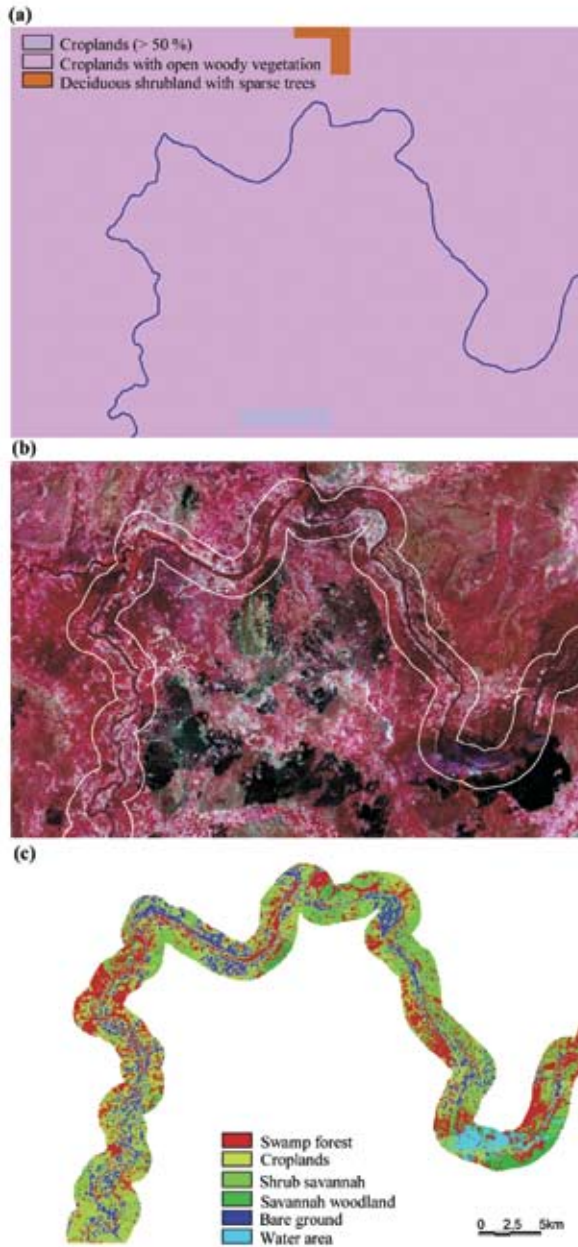 (a)
Croplands (> 50 %)
Croplands with open woody vegetation
Deciduous shrubland with sparse trees
(b)
(c)
Swamp forest
Croplands
Shrub savannah
Savannah woodland
Bare ground
Water area
0 2,5 5km